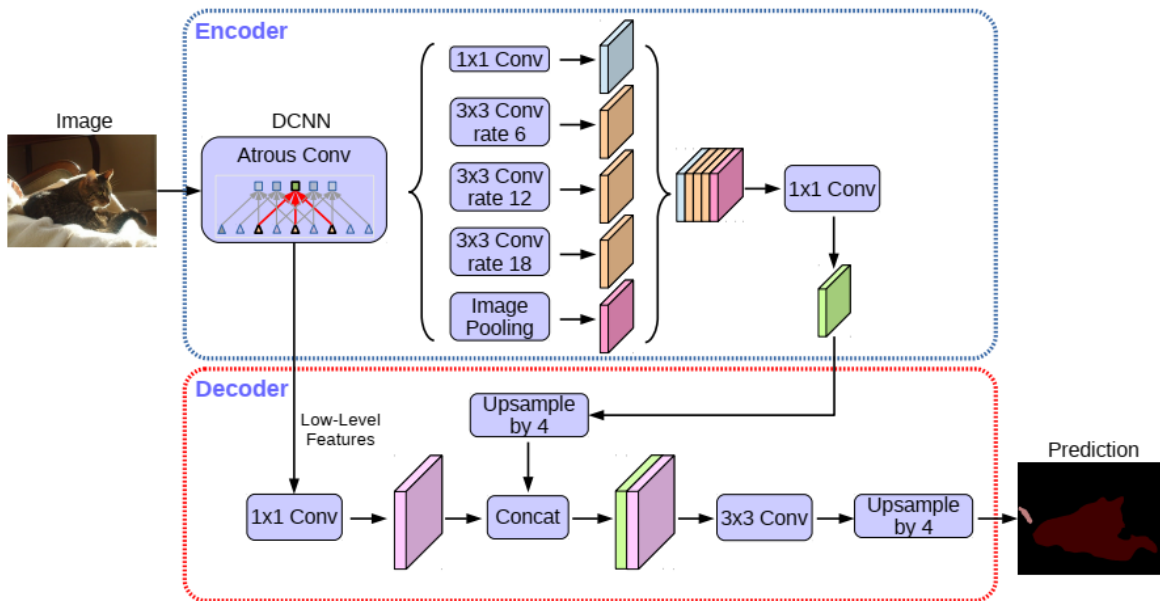 Encoder
Image
DCNN
Atrous Conv
1x1 Conv
3x3 Conv
rate 6
3x3 Conv
rate 12
3x3 Conv
rate 18
Image
Pooling
1x1 Conv
Decoder
Low-Level
Features
Upsample
by 4
1x1 Conv
Concat
3x3 Conv
Upsample
by 4
Prediction